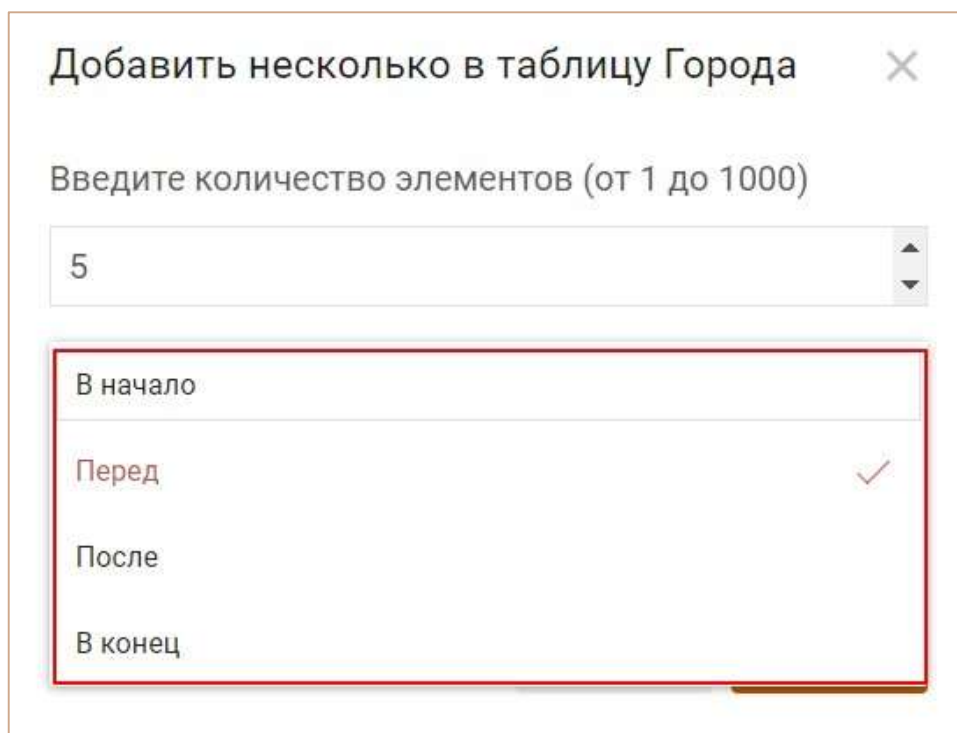 Добавить несколько в таблицу Города
Введите количество элементов (от 1 до 1000)
5
В начало
Перед
После
В конец